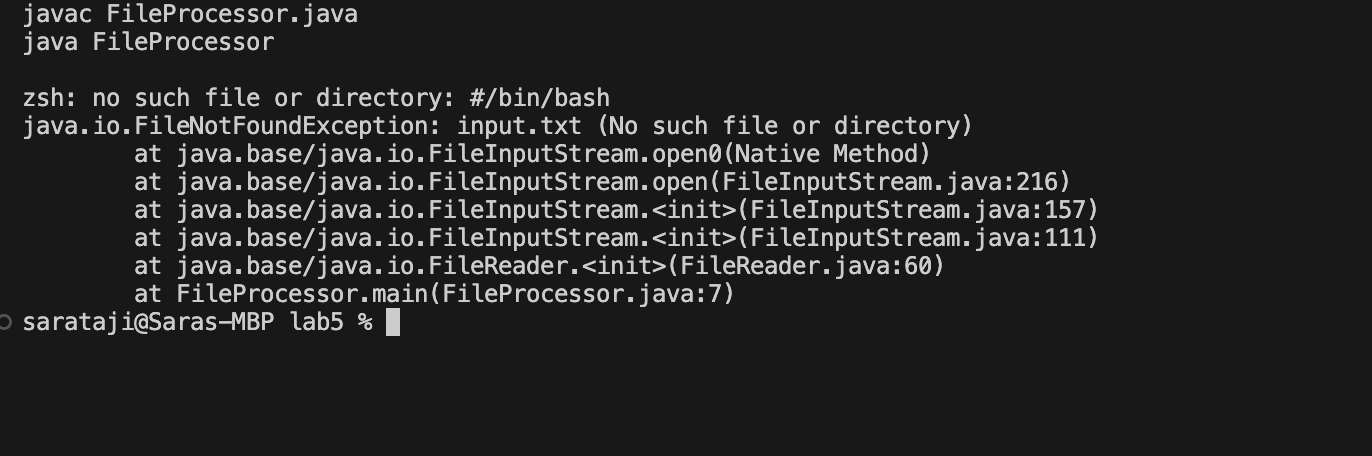 javac FileProcessor.java
java FileProcessor
zsh: no such file or directory: #/bin/bash
java.io.FileNotFoundException: input.txt (No such file or directory)
at java.base/java.io.FileInputStream.open0(Native Method)
at java.base/java.io.FileInputStream.open(FileInputStream.java:216)
at java.base/java.io.FileInputStream.<init>(FileInputStream.java:157)
at java.base/java.io.FileInputStream.<init>(FileInputStream.java:111)
at java.base/java.io.FileReader.<init>(FileReader.java:60)
at FileProcessor.main(FileProcessor.java:7)
sarataji@Saras-MBP lab5 %